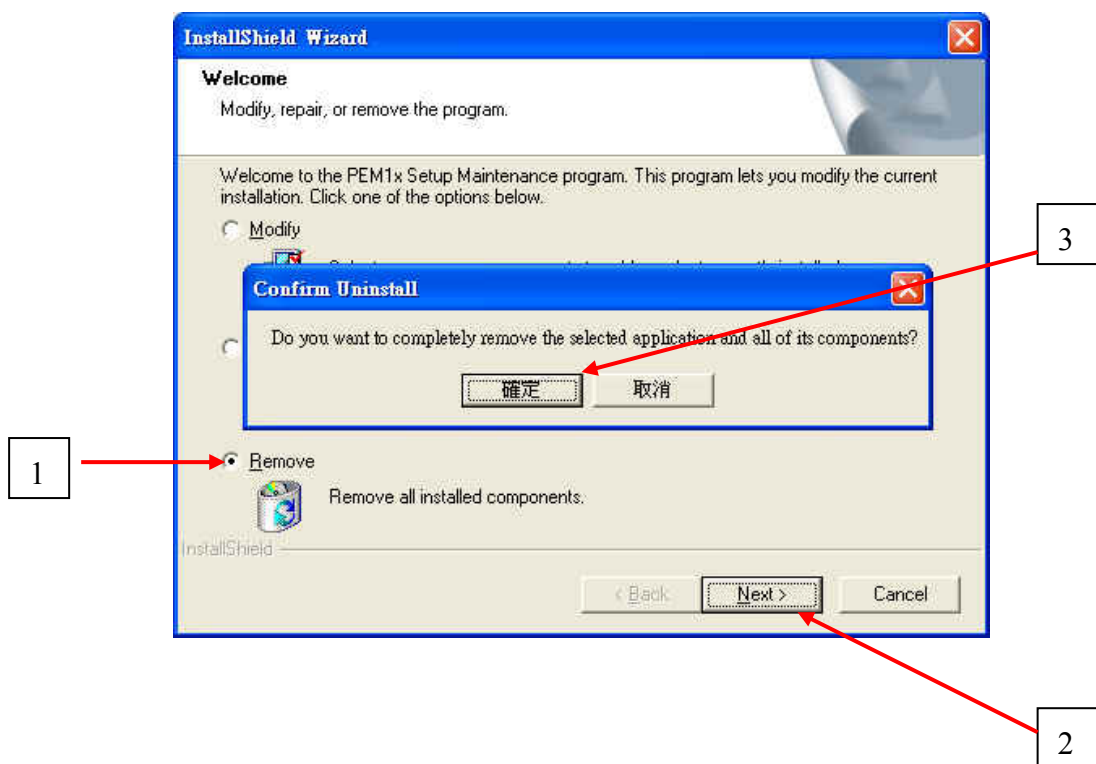 InstallShield Wizard
Welcome
Modify, repair, or remove the program.
Welcome to the PEM1x Setup Maintenance program. This program lets you modify the current
installation. Click one of the options below.
Modify
3
Confirm Uninstall
Do you want to completely remove the selected application and all of its components?
確定 取消
1
Remove
Remove all installed components.
InstallShield
< Back Next > Cancel
2